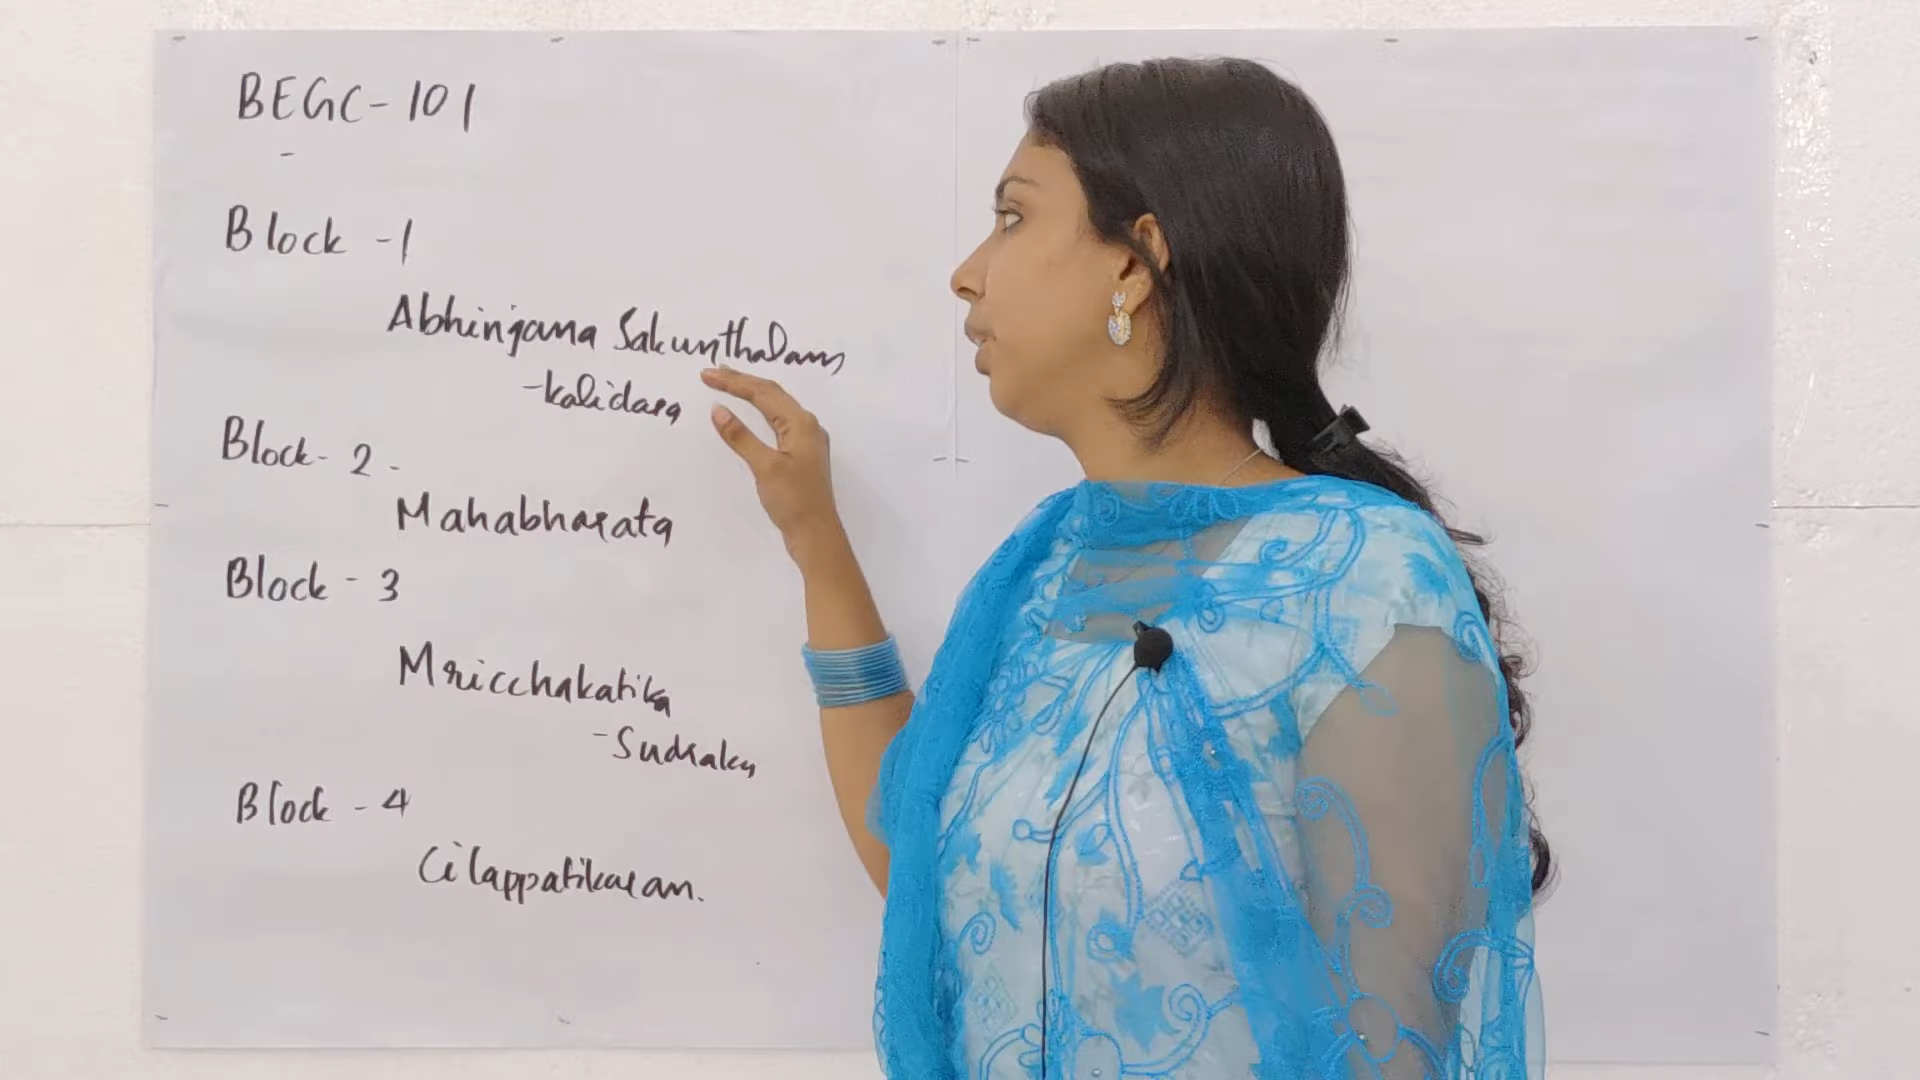 BEGC-101
Block -1
Abhinjana Sakunthalam
-Kalidasa
Block- 2 -
Mahabharata
Block - 3
Mricchakatika
-Sudraka
Block - 4
Cilappatikaram.